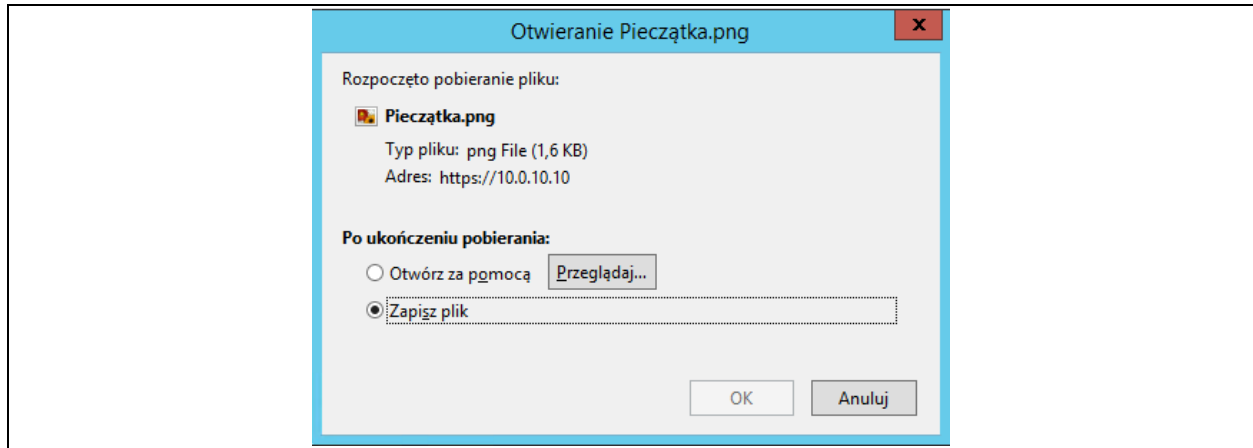 Otwieranie Pieczątka.png
x
Rozpoczęto pobieranie pliku:
Pieczątka.png
Typ pliku: png File (1,6 KB)
Adres: https://10.0.10.10
Po ukończeniu pobierania:
Otwórz za pomocą Przeglądaj...
Zapisz plik
OK Anuluj